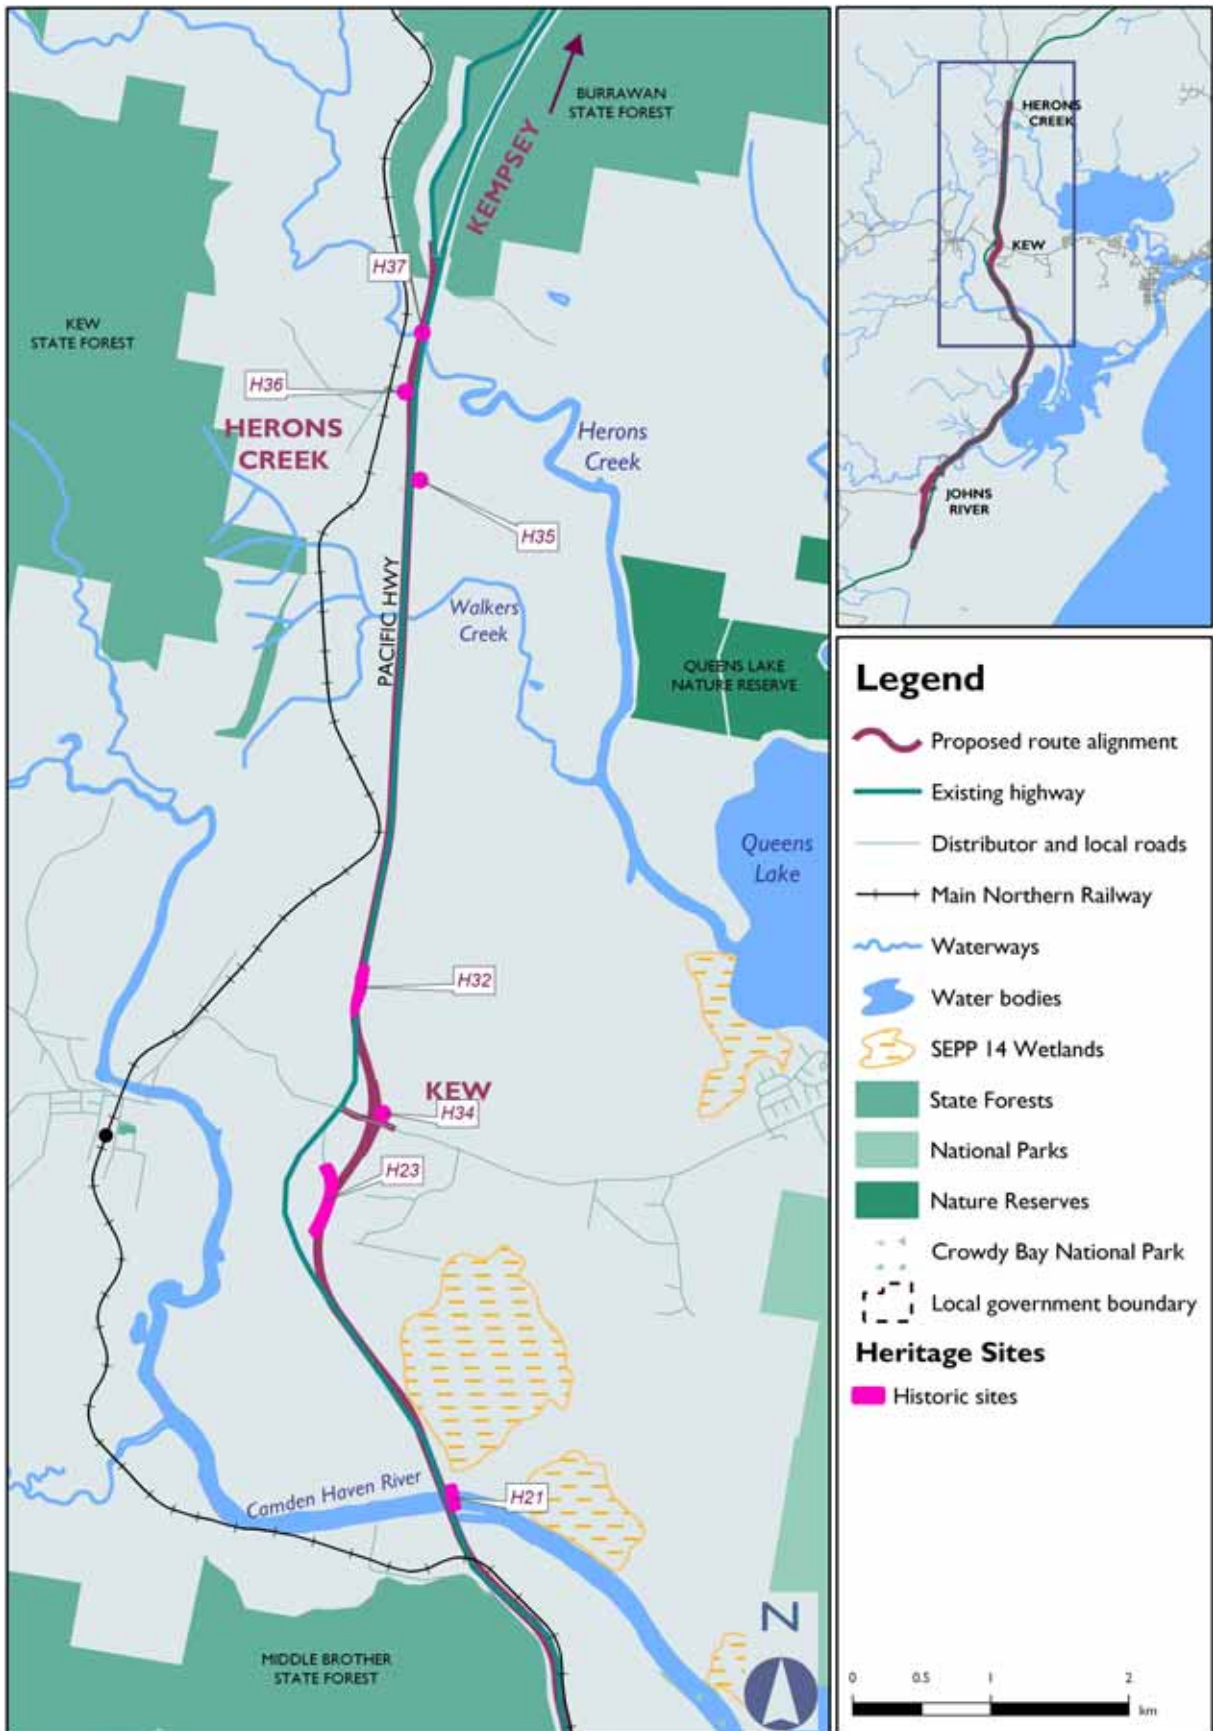 BURRAWAN
STATE FOREST
KEMPSEY
H37
KEW
STATE FOREST
H36
HERONS
CREEK
Herons
Creek
H35
PACIFIC HWY
Walkers
Creek
QUEENS LAKE
NATURE RESERVE
Queens
Lake
H32
KEW
H34
H23
Camden Haven River
H21
MIDDLE BROTHER
STATE FOREST
N
HERONS
CREEK
KEW
JOHNS
RIVER
Legend
Proposed route alignment
Existing highway
Distributor and local roads
Main Northern Railway
Waterways
Water bodies
SEPP 14 Wetlands
State Forests
National Parks
Nature Reserves
Crowdy Bay National Park
Local government boundary
Heritage Sites
Historic sites
0 0.5 1 2
km